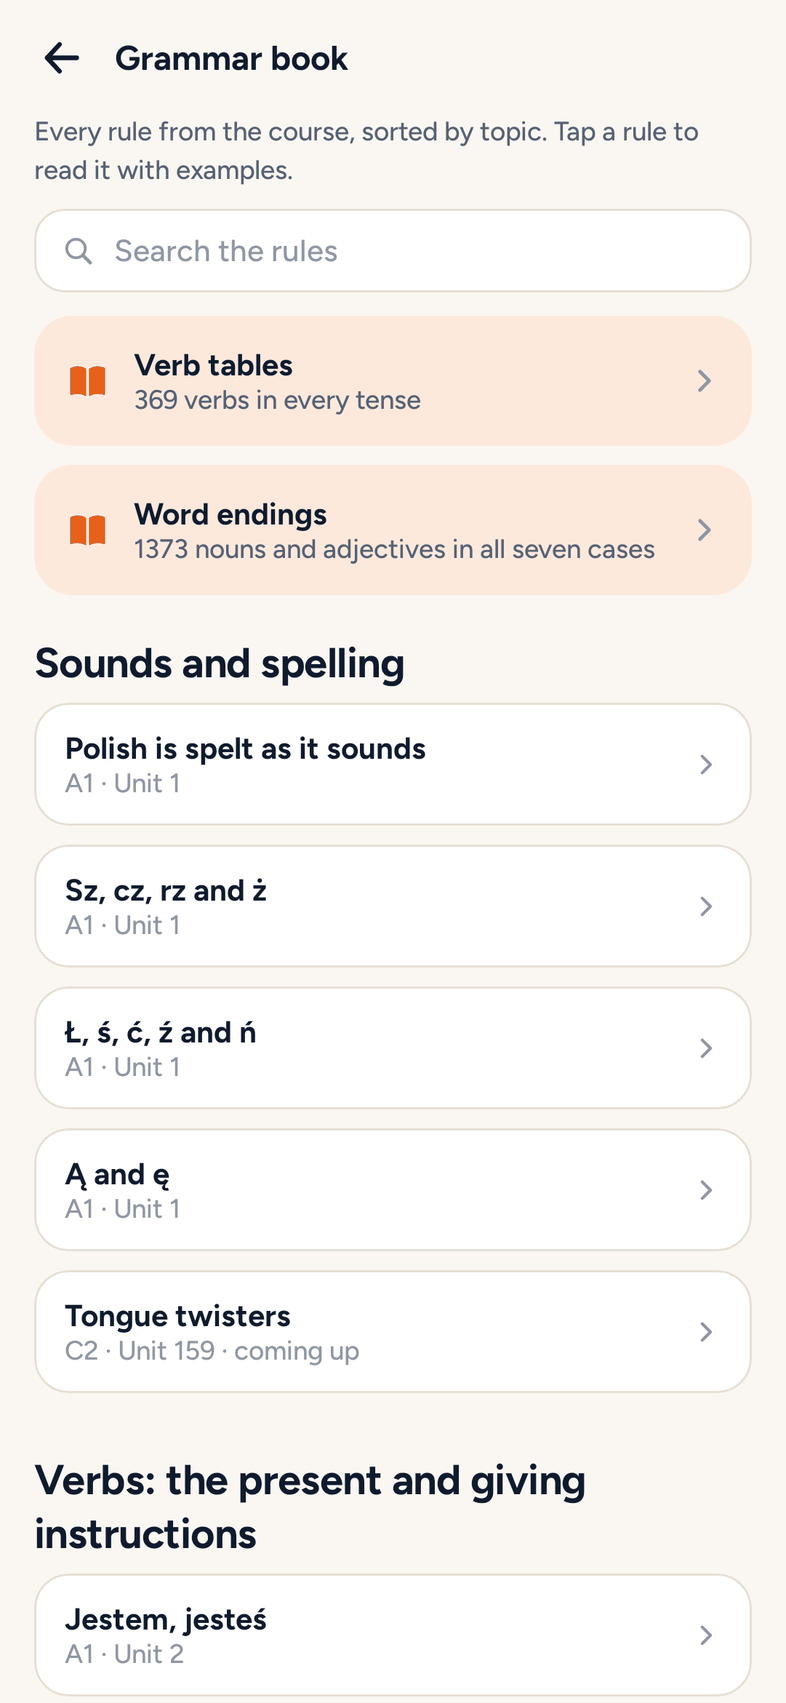 Grammar book
Every rule from the course, sorted by topic. Tap a rule to
read it with examples.
Search the rules
Verb tables
369 verbs in every tense
Word endings
1373 nouns and adjectives in all seven cases
Sounds and spelling
Polish is spelt as it sounds
A1 · Unit 1
Sz, cz, rz and ż
A1 · Unit 1
Ł, ś, ć, ź and ń
A1 · Unit 1
Ą and ę
A1 · Unit 1
Tongue twisters
C2 · Unit 159 · coming up
Verbs: the present and giving
instructions
Jestem, jesteś
A1 · Unit 2